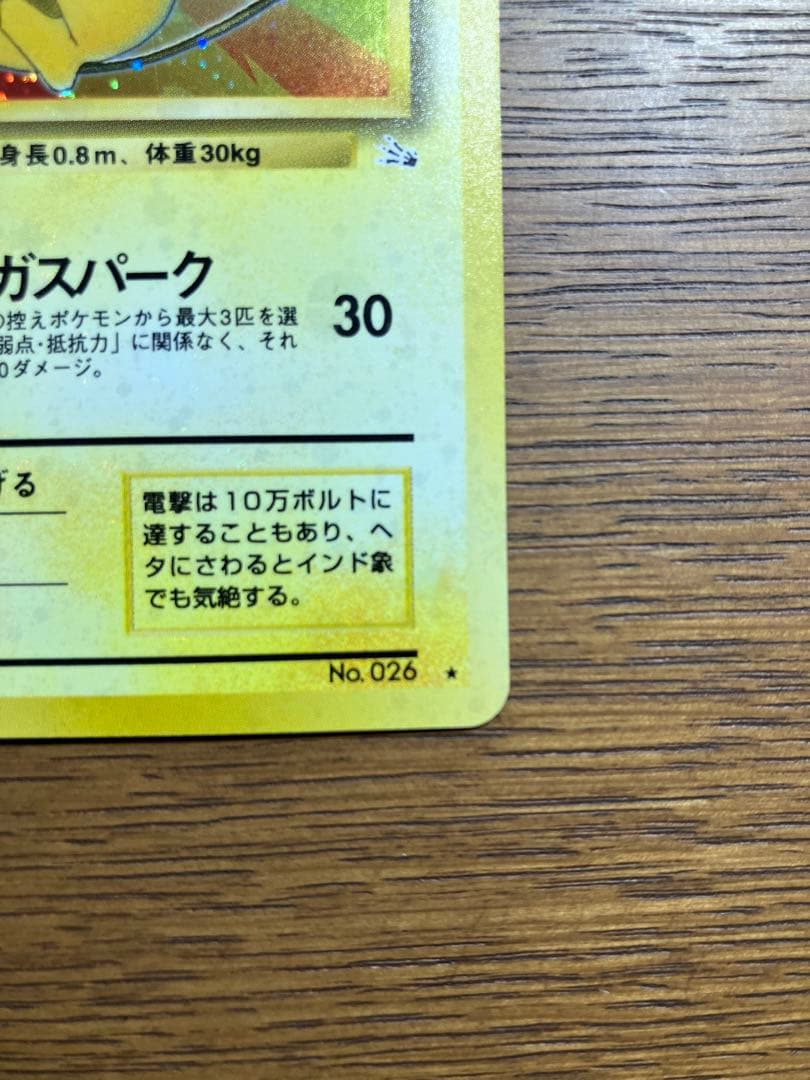 身長0.8m、体重30kg
ガスパーク
30
の控えポケモンから最大3匹を選
弱点・抵抗力」に関係なく、それ
0ダメージ。
げる
電撃は10万ボルトに
達することもあり、ヘ
タにさわるとインド象
でも気絶する。
No. 026 ★